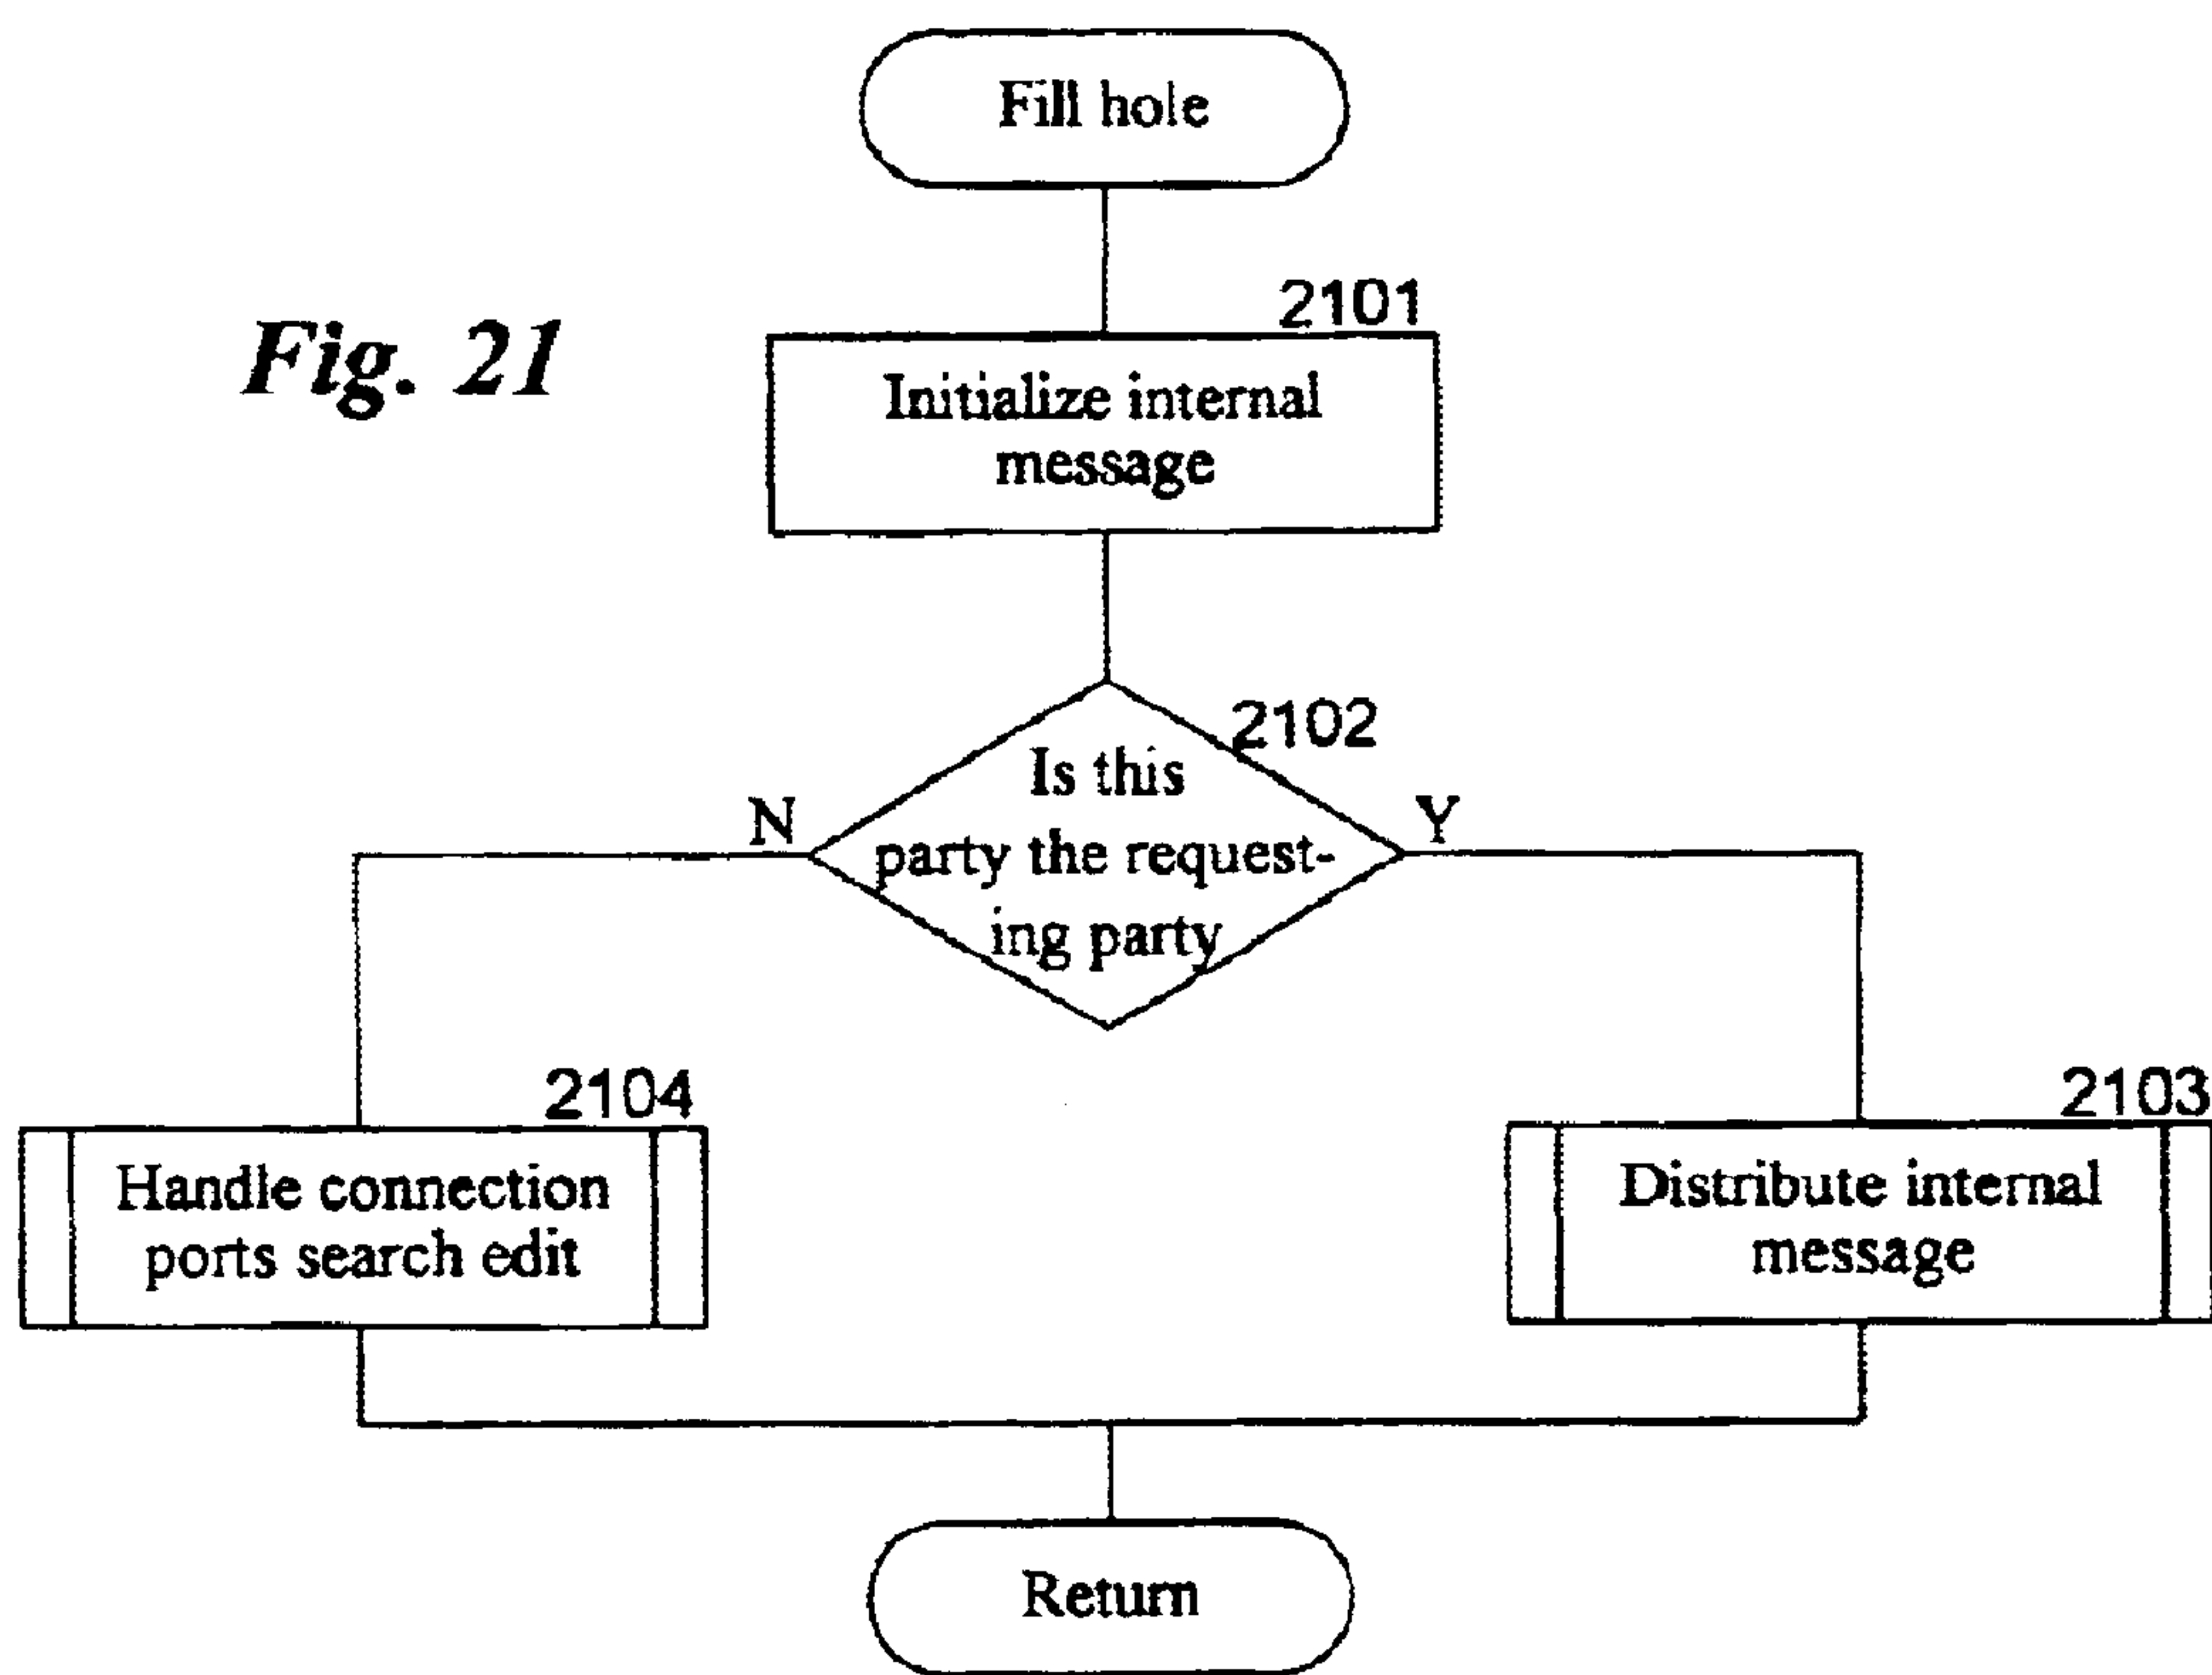 Fill hole
Fig. 21
2101
Initialize internal
message
2102
Is this
party the request-
ing party
N
Y
2104
Handle connection
ports search edit
2103
Distribute internal
message
Return